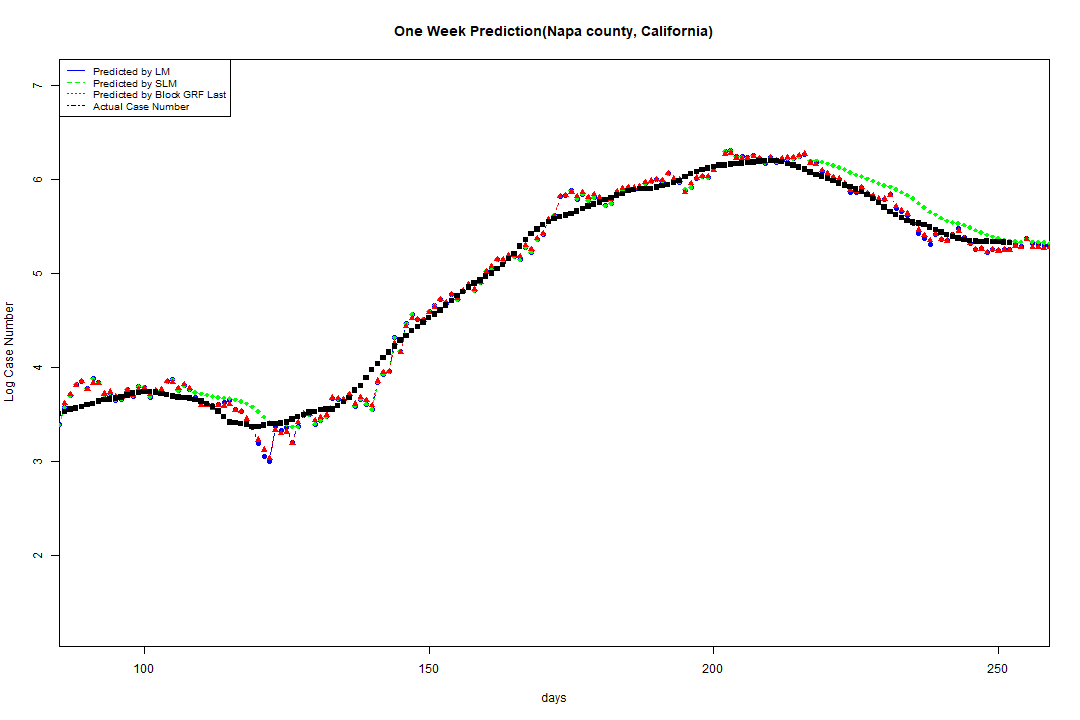 One Week Prediction(Napa county, California)
Predicted by LM
Predicted by SLM
Predicted by Block GRF Last
Actual Case Number
7
6
5
4
3
2
Log Case Number
100 150 200 250
days